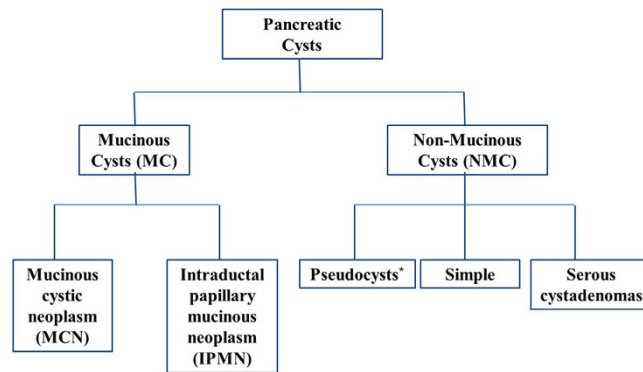 Pancreatic
Cysts
Mucinous
Cysts (MC)
Non-Mucinous
Cysts (NMC)
Mucinous
cystic
neoplasm
(MCN)
Intraductal
papillary
mucinous
neoplasm
(IPMN)
Pseudocysts*
Simple
Serous
cystadenomas